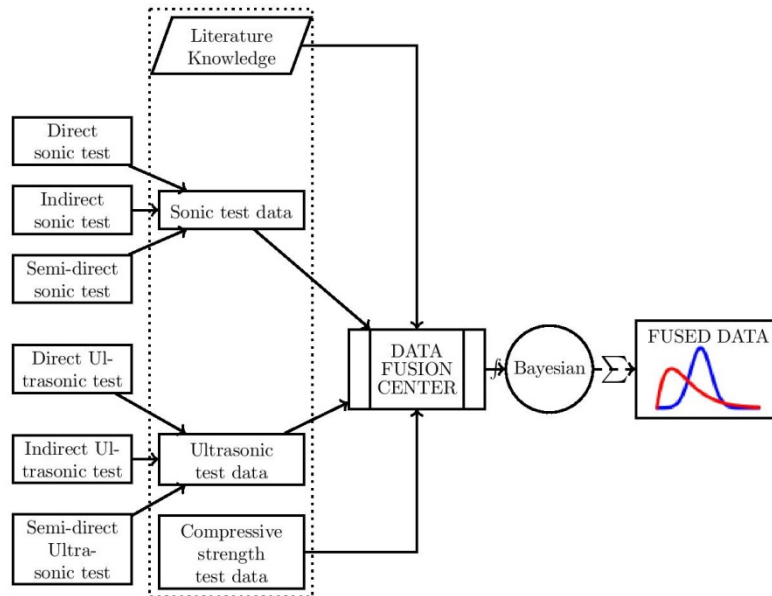 Literature
Knowledge
Direct
sonic test
Indirect
sonic test
Sonic test data
Semi-direct
sonic test
Direct Ul-
trasonic test
DATA
FUSION
CENTER
∮
Bayesian
∑
FUSED DATA
Indirect Ul-
trasonic test
Ultrasonic
test data
Semi-direct
Ultra-
sonic test
Compressive
strength
test data